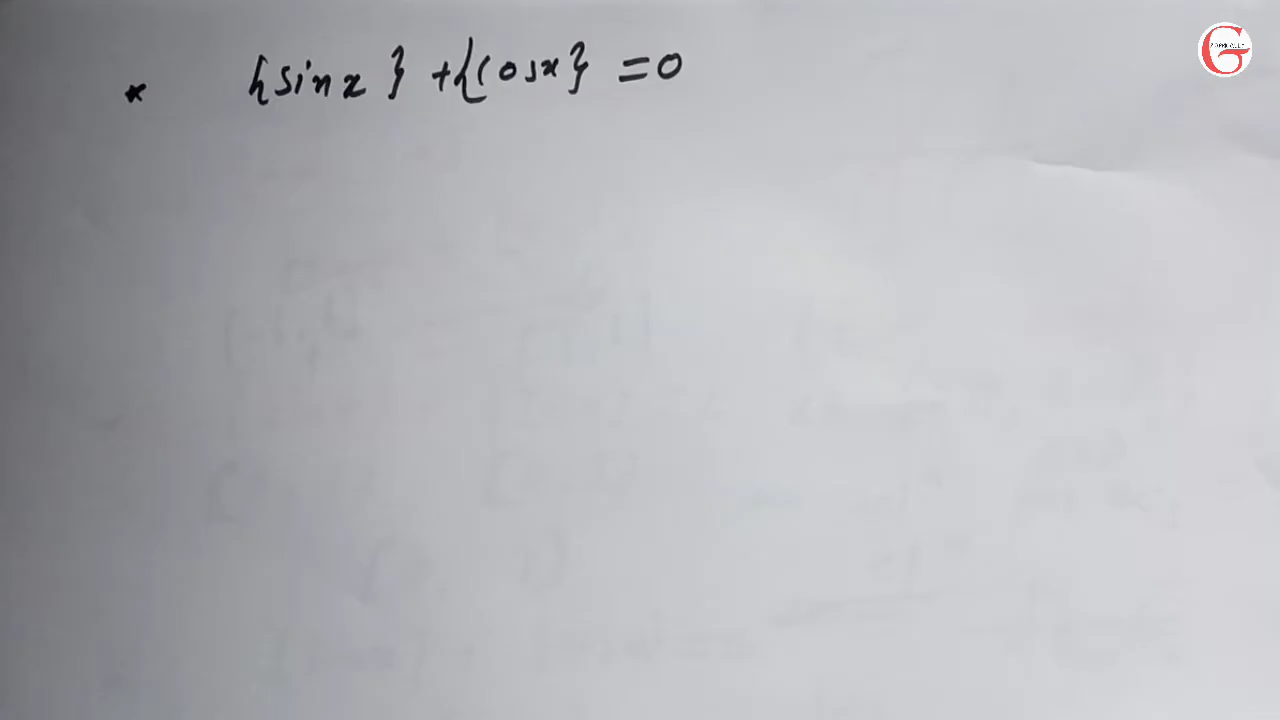 * {sin x} + {cos x} = 0